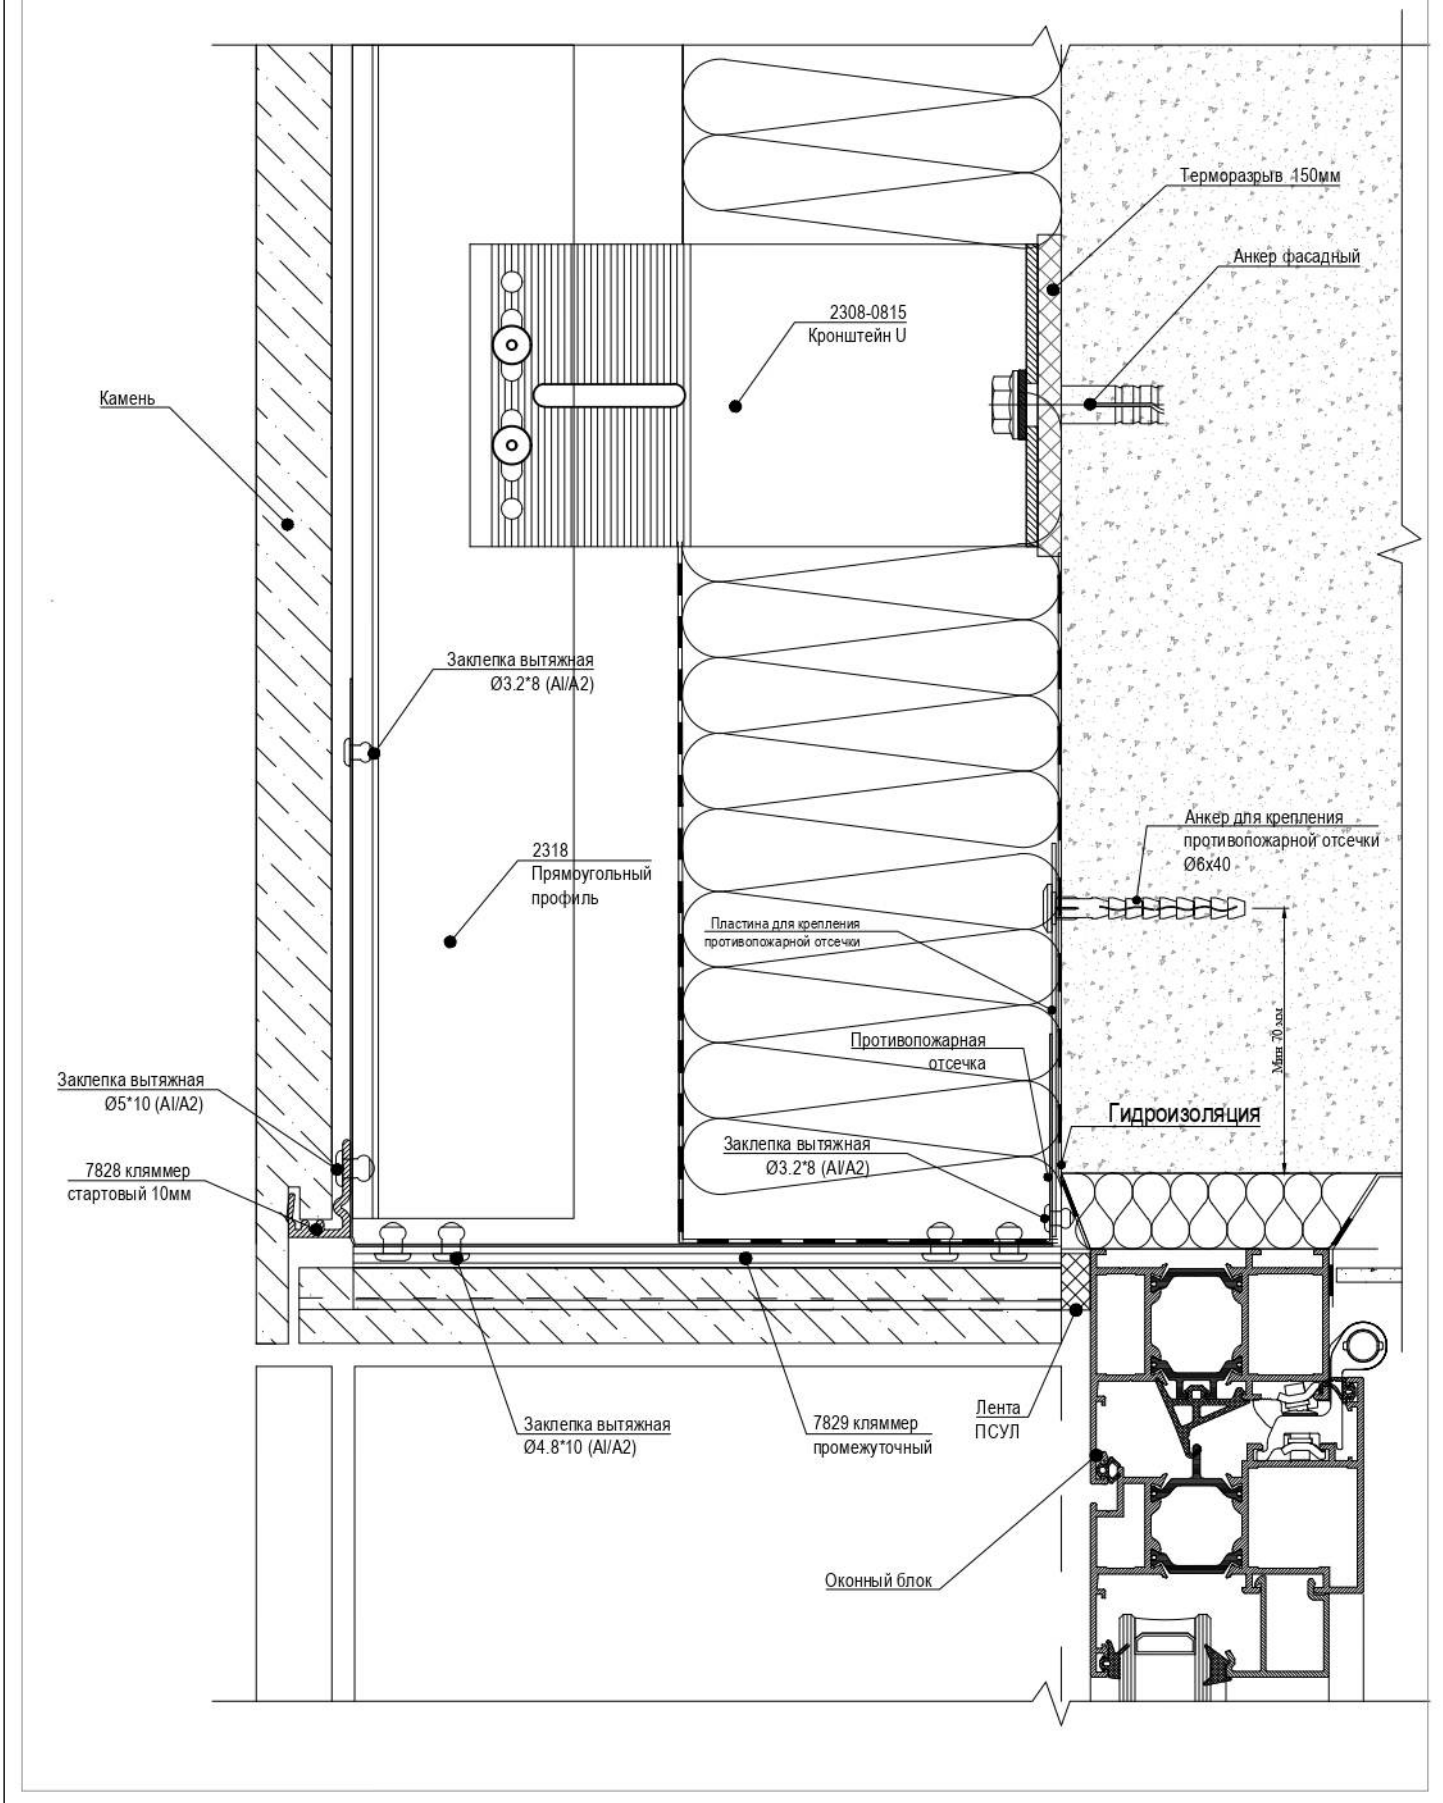 Терморазрыв 150мм
Анкер фасадный
2308-0815
Кронштейн U
Камень
Заклепка вытяжная
Ø3.2*8 (Al/A2)
Анкер для крепления
противопожарной отсечки
Ø6x40
2318
Прямоугольный
профиль
Пластина для крепления
противопожарной отсечки
Мин 70 мм
Противопожарная
отсечка
Заклепка вытяжная
Ø5*10 (Al/A2)
Гидроизоляция
Заклепка вытяжная
Ø3.2*8 (Al/A2)
7828 кляммер
стартовый 10мм
Лента
ПСУЛ
Заклепка вытяжная
Ø4.8*10 (Al/A2)
7829 кляммер
промежуточный
Оконный блок